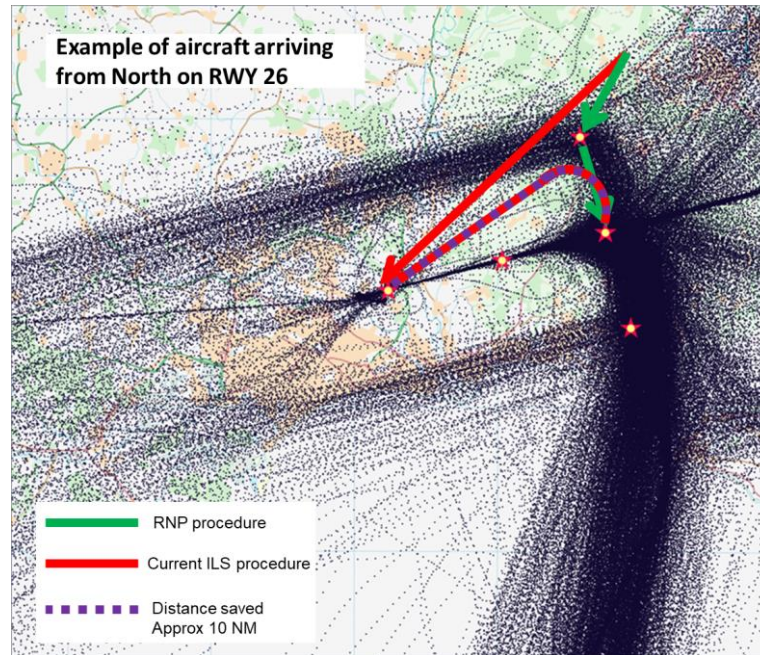 Example of aircraft arriving
from North on RWY 26
RNP procedure
Current ILS procedure
Distance saved
Approx 10 NM